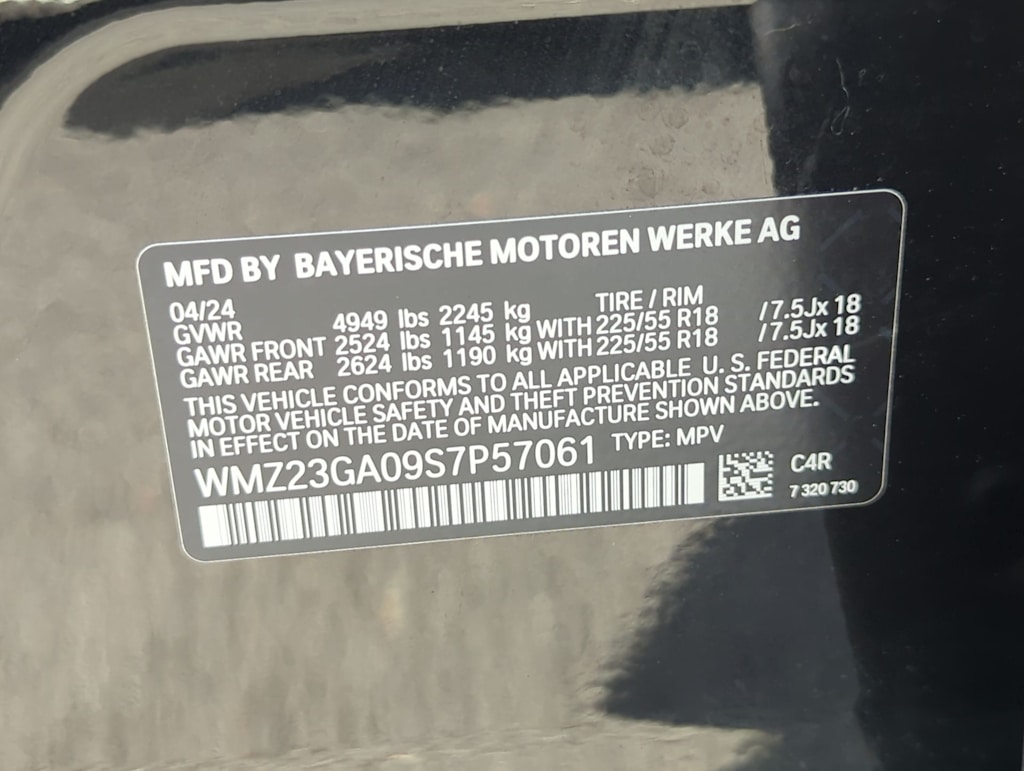 MFD BY BAYERISCHE MOTOREN WERKE AG
04/24 TIRE / RIM
GVWR 4949 lbs 2245 kg
GAWR FRONT 2524 lbs 1145 kg WITH 225/55 R18 /7.5Jx 18
GAWR REAR 2624 lbs 1190 kg WITH 225/55 R18 /7.5Jx 18
THIS VEHICLE CONFORMS TO ALL APPLICABLE U. S. FEDERAL
MOTOR VEHICLE SAFETY AND THEFT PREVENTION STANDARDS
IN EFFECT ON THE DATE OF MANUFACTURE SHOWN ABOVE.
WMZ23GA09S7P57061 TYPE: MPV
C4R
7 320 730